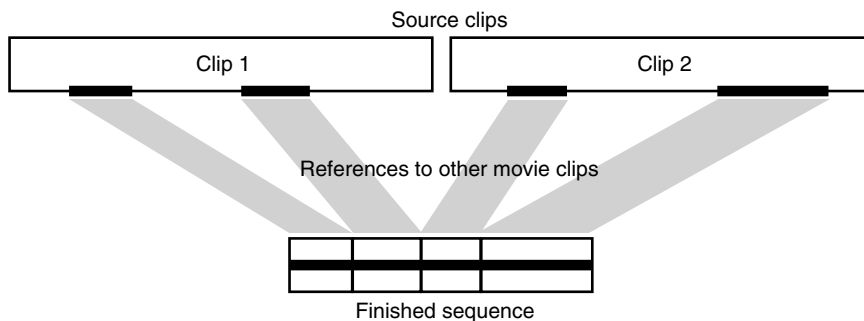 Source clips
Clip 1
Clip 2
References to other movie clips
Finished sequence